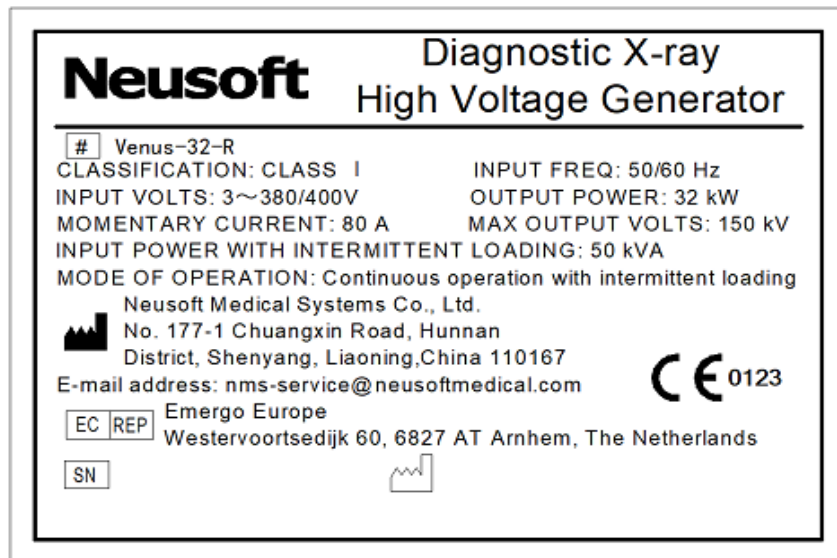 Neusoft
Diagnostic X-ray
High Voltage Generator
# Venus-32-R
CLASSIFICATION: CLASS I INPUT FREQ: 50/60 Hz
INPUT VOLTS: 3～380/400V OUTPUT POWER: 32 kW
MOMENTARY CURRENT: 80 A MAX OUTPUT VOLTS: 150 kV
INPUT POWER WITH INTERMITTENT LOADING: 50 kVA
MODE OF OPERATION: Continuous operation with intermittent loading
Neusoft Medical Systems Co., Ltd.
No. 177-1 Chuangxin Road, Hunnan
District, Shenyang, Liaoning,China 110167
E-mail address: nms-service@neusoftmedical.com
CE 0123
EC REP Emergo Europe
Westervoortsedijk 60, 6827 AT Arnhem, The Netherlands
SN